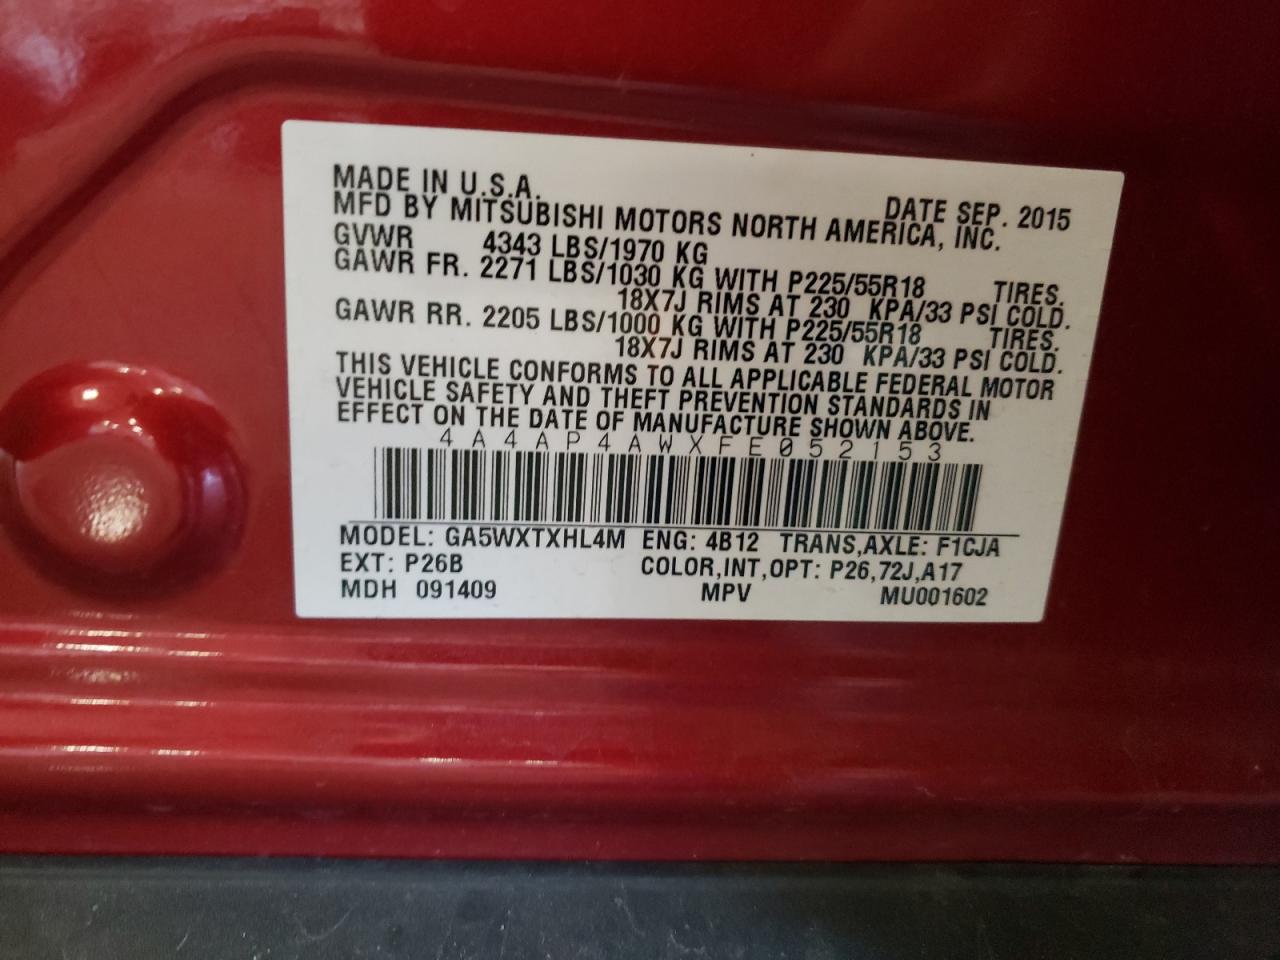 MADE IN U.S.A. DATE SEP. 2015
MFD BY MITSUBISHI MOTORS NORTH AMERICA, INC.
GVWR 4343 LBS/1970 KG
GAWR FR. 2271 LBS/1030 KG WITH P225/55R18 TIRES.
18X7J RIMS AT 230 KPA/33 PSI COLD.
GAWR RR. 2205 LBS/1000 KG WITH P225/55R18 TIRES.
18X7J RIMS AT 230 KPA/33 PSI COLD.
THIS VEHICLE CONFORMS TO ALL APPLICABLE FEDERAL MOTOR
VEHICLE SAFETY AND THEFT PREVENTION STANDARDS IN
EFFECT ON THE DATE OF MANUFACTURE SHOWN ABOVE.
4A4AP4AWXFE052153
MODEL: GA5WXTXHL4M ENG: 4B12 TRANS,AXLE: F1CJA
EXT: P26B COLOR,INT,OPT: P26,72J,A17
MDH 091409 MPV MU001602